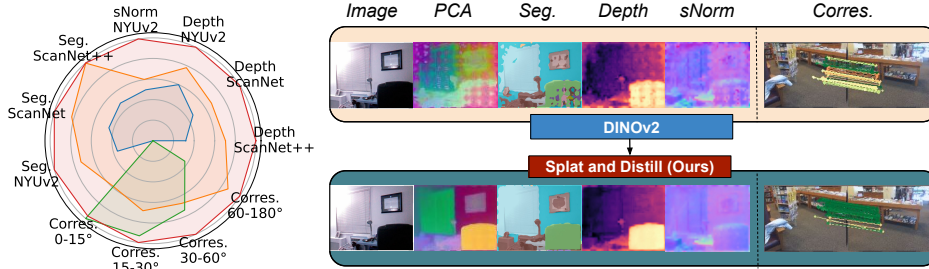 sNorm
NYUv2
Depth
NYUv2
Seg.
ScanNet++
Depth
ScanNet
Seg.
ScanNet
Depth
ScanNet++
Seg.
NYUv2
Corres.
60-180°
Corres.
0-15°
Corres.
30-60°
Corres.
15-30°
Image PCA Seg. Depth sNorm Corres.
DINOv2
Splat and Distill (Ours)